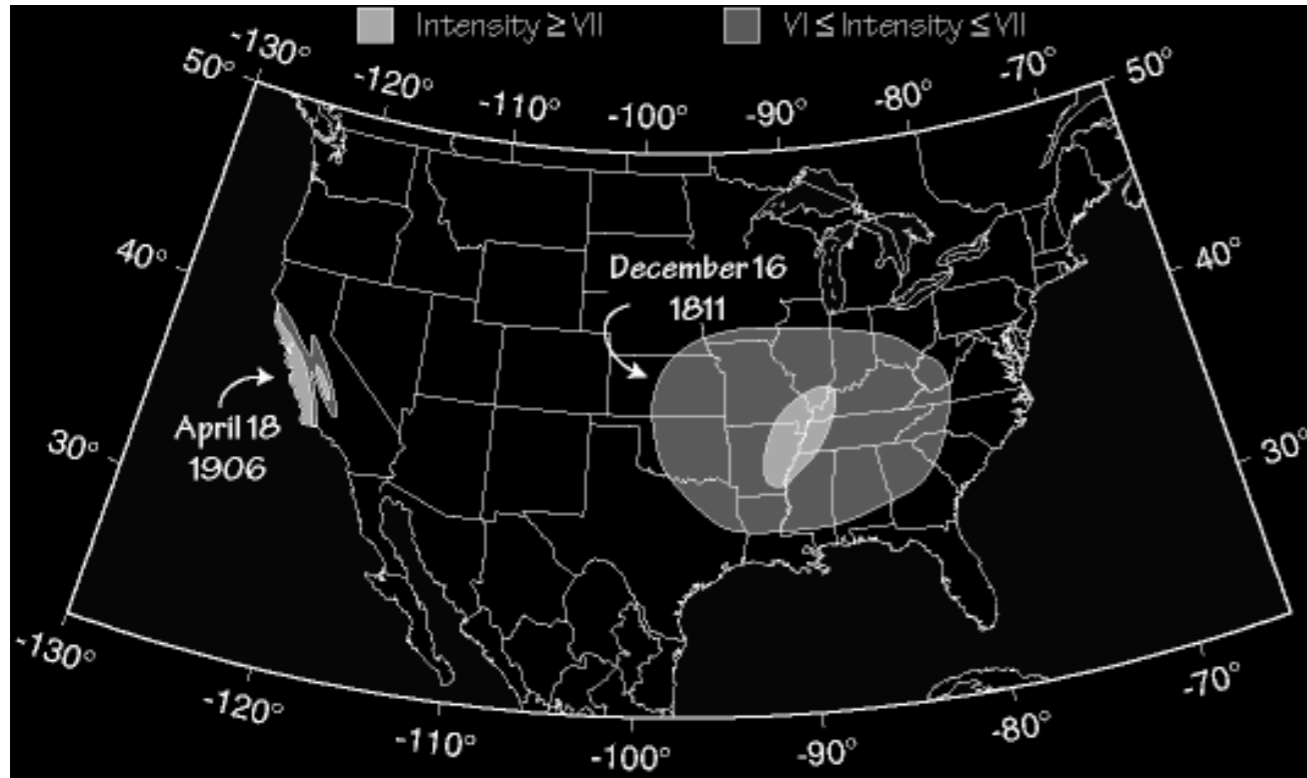 Intensity ≥ VII
VI ≤ Intensity ≤ VII
-130° -120° -110° -100° -90° -80° -70°
50° 50°
40° 40°
December 16
1811
April 18
1906
30° 30°
-130° -120° -110° -100° -90° -80° -70°